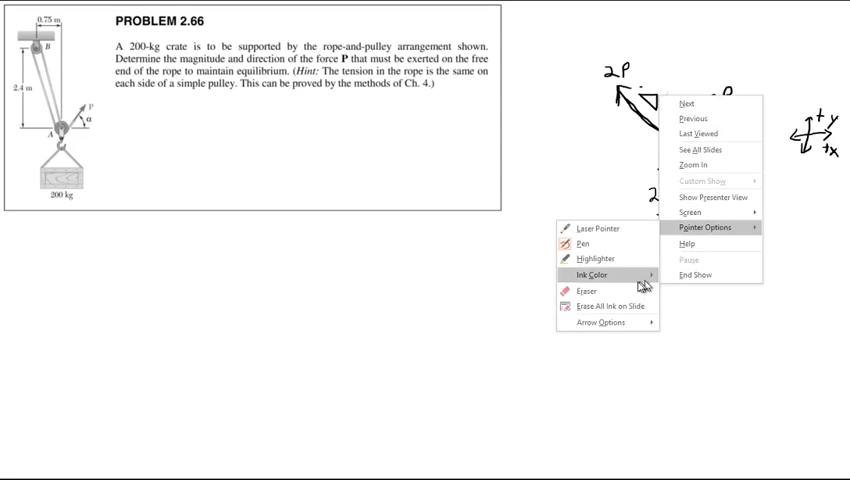 PROBLEM 2.66
0.75 m
B
2.4 m
P
α
A
200 kg
A 200-kg crate is to be supported by the rope-and-pulley arrangement shown.
Determine the magnitude and direction of the force P that must be exerted on the free
end of the rope to maintain equilibrium. (Hint: The tension in the rope is the same on
each side of a simple pulley. This can be proved by the methods of Ch. 4.)
2P
2
+y
+x
Next
Previous
Last Viewed
See All Slides
Zoom In
Custom Show
Show Presenter View
Screen
Pointer Options
Help
Pause
End Show
Laser Pointer
Pen
Highlighter
Ink Color
Eraser
Erase All Ink on Slide
Arrow Options